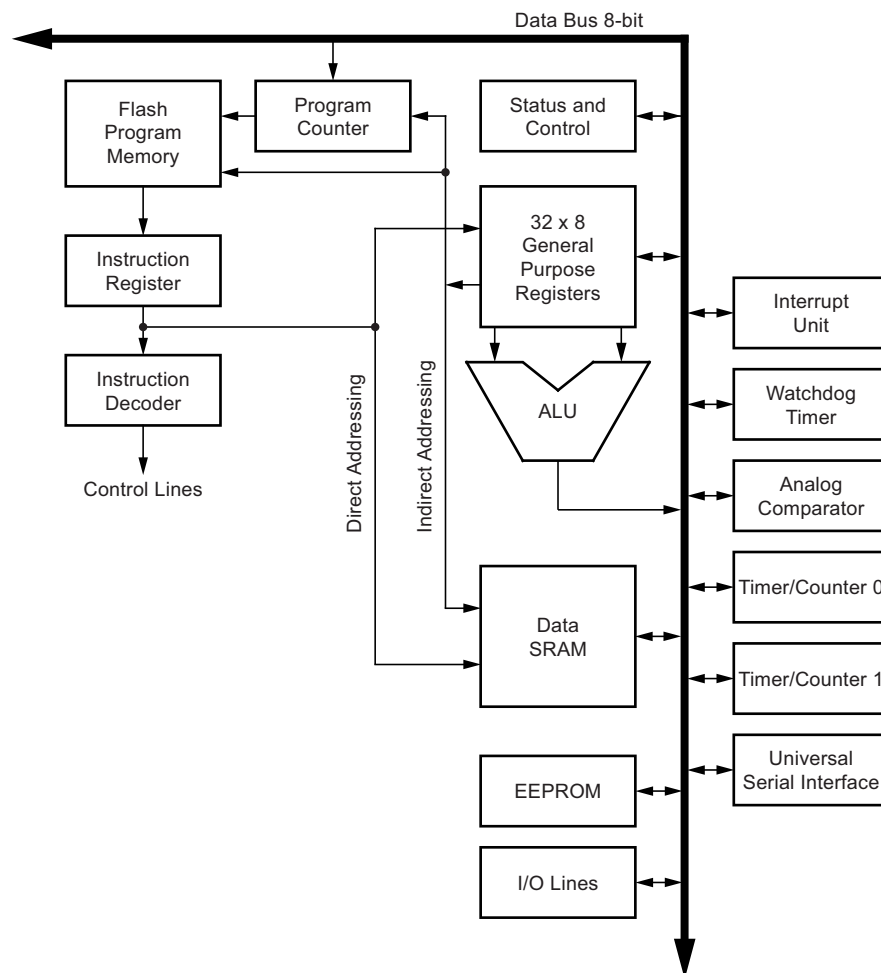 Data Bus 8-bit
Flash
Program
Memory
Program
Counter
Status and
Control
32 x 8
General
Purpose
Registers
Instruction
Register
Instruction
Decoder
Control Lines
Direct Addressing
Indirect Addressing
ALU
Data
SRAM
EEPROM
I/O Lines
Interrupt
Unit
Watchdog
Timer
Analog
Comparator
Timer/Counter 0
Timer/Counter 1
Universal
Serial Interface